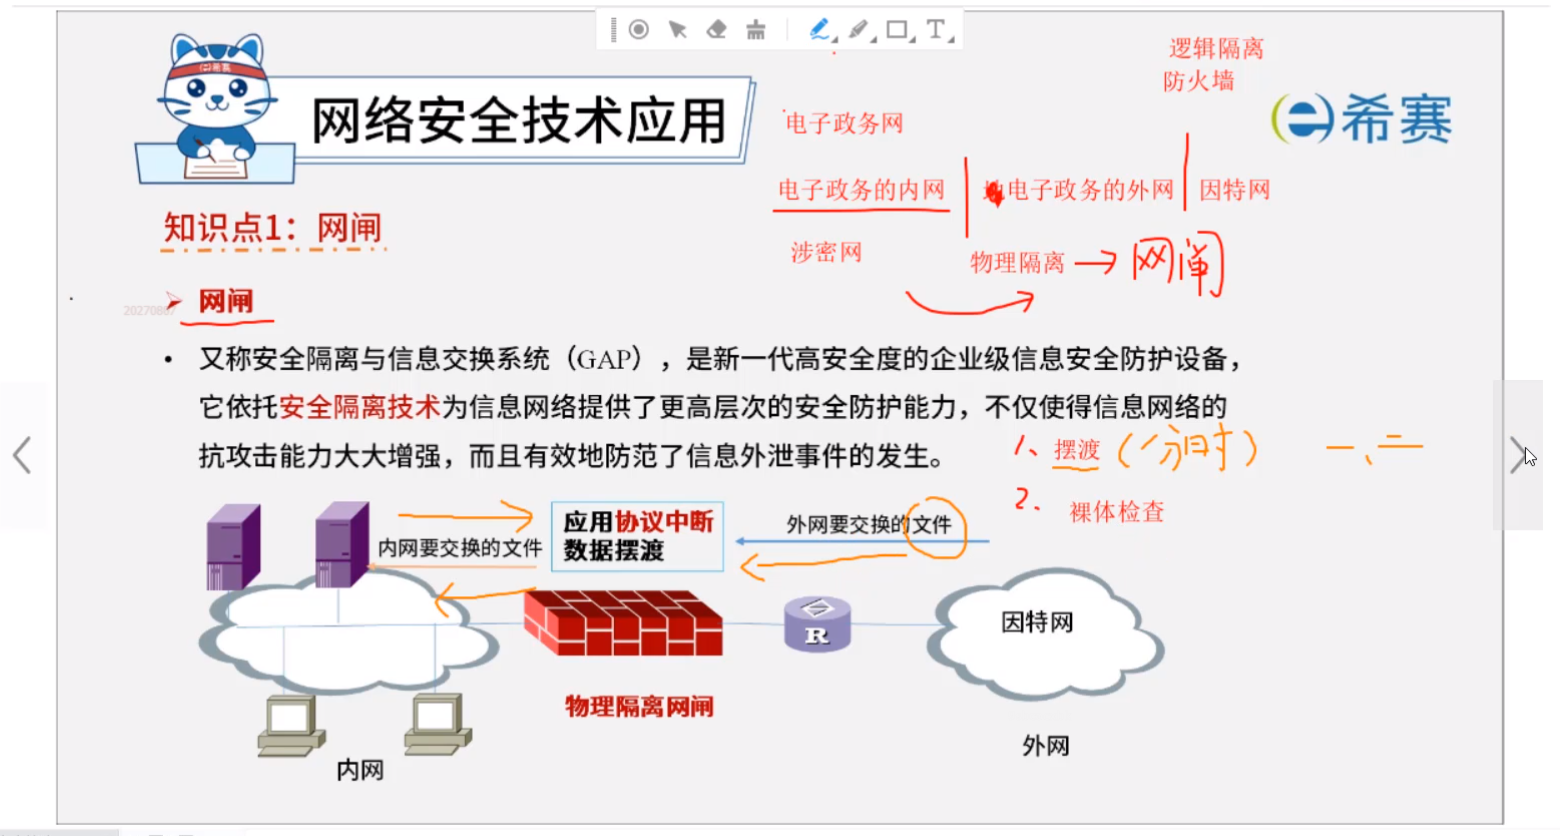 T
逻辑隔离
防火墙
希赛
网络安全技术应用
e希赛
电子政务网
电子政务的内网
电子政务的外网
因特网
知识点1：网闸
涉密网
物理隔离 → 网闸
网闸
• 又称安全隔离与信息交换系统（GAP），是新一代高安全度的企业级信息安全防护设备，
它依托安全隔离技术为信息网络提供了更高层次的安全防护能力，不仅使得信息网络的
抗攻击能力大大增强，而且有效地防范了信息外泄事件的发生。
1、摆渡（分时） 一、二
2、裸体检查
应用协议中断
数据摆渡
外网要交换的文件
内网要交换的文件
R
因特网
物理隔离网闸
外网
内网